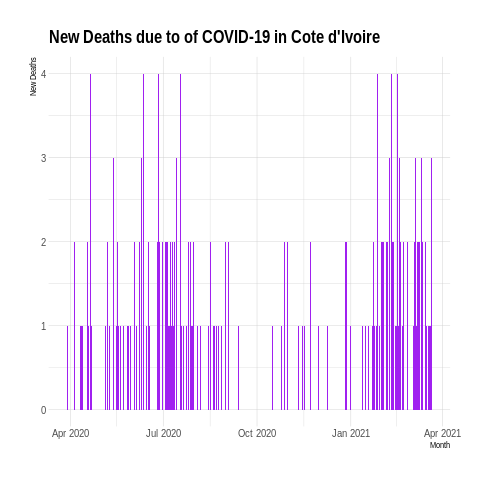 New Deaths due to of COVID-19 in Cote d'Ivoire
New Deaths
4
3
2
1
0
Apr 2020 Jul 2020 Oct 2020 Jan 2021 Apr 2021
Month